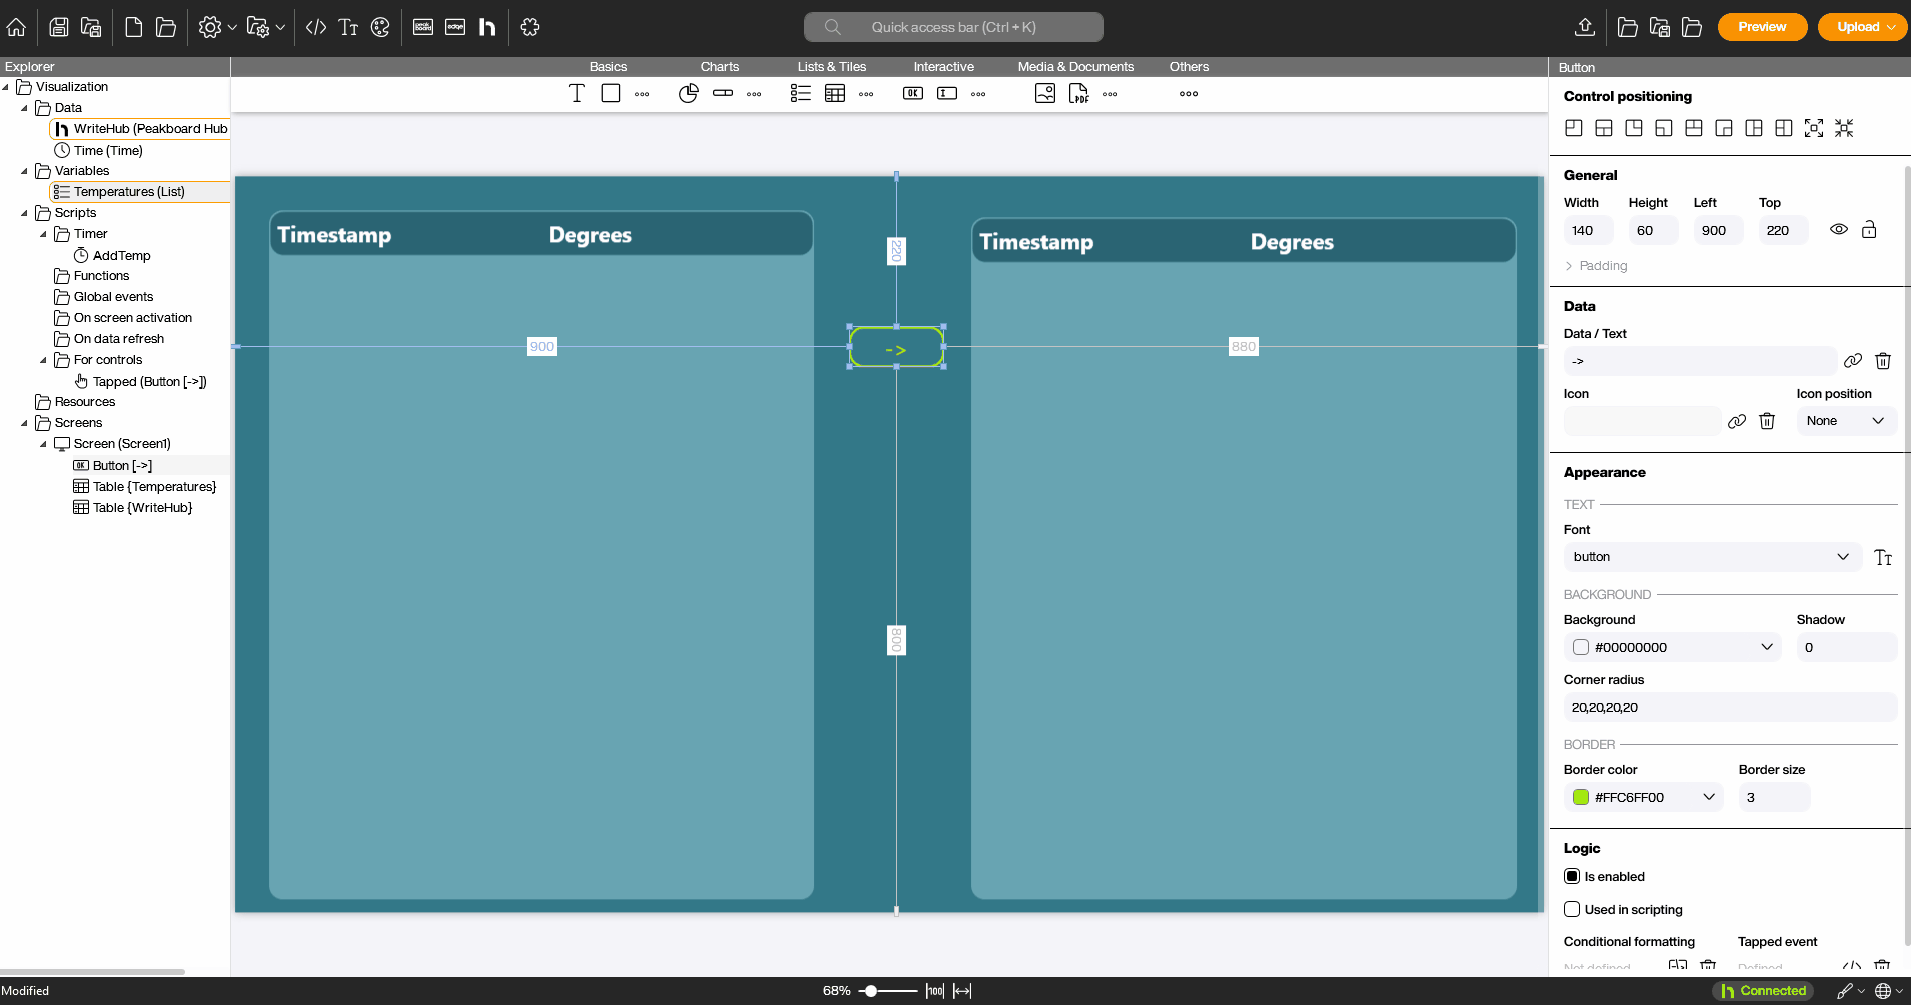 Quick access bar (Ctrl + K)
Preview
Upload
Explorer
Basics
Charts
Lists & Tiles
Interactive
Media & Documents
Others
Button
Visualization
Data
WriteHub (Peakboard Hub
Time (Time)
Variables
Temperatures (List)
Scripts
Timer
AddTemp
Functions
Global events
On screen activation
On data refresh
For controls
Tapped (Button [->])
Resources
Screens
Screen (Screen1)
Button [->]
Table {Temperatures}
Table {WriteHub}
Timestamp
Degrees
220
900
->
880
800
Timestamp
Degrees
Control positioning
General
Width
Height
Left
Top
140
60
900
220
Padding
Data
Data / Text
->
Icon
Icon position
None
Appearance
TEXT
Font
button
BACKGROUND
Background
Shadow
#00000000
0
Corner radius
20,20,20,20
BORDER
Border color
Border size
#FFC6FF00
3
Logic
Is enabled
Used in scripting
Conditional formatting
Tapped event
Not defined
Defined
Modified
68%
100
Connected